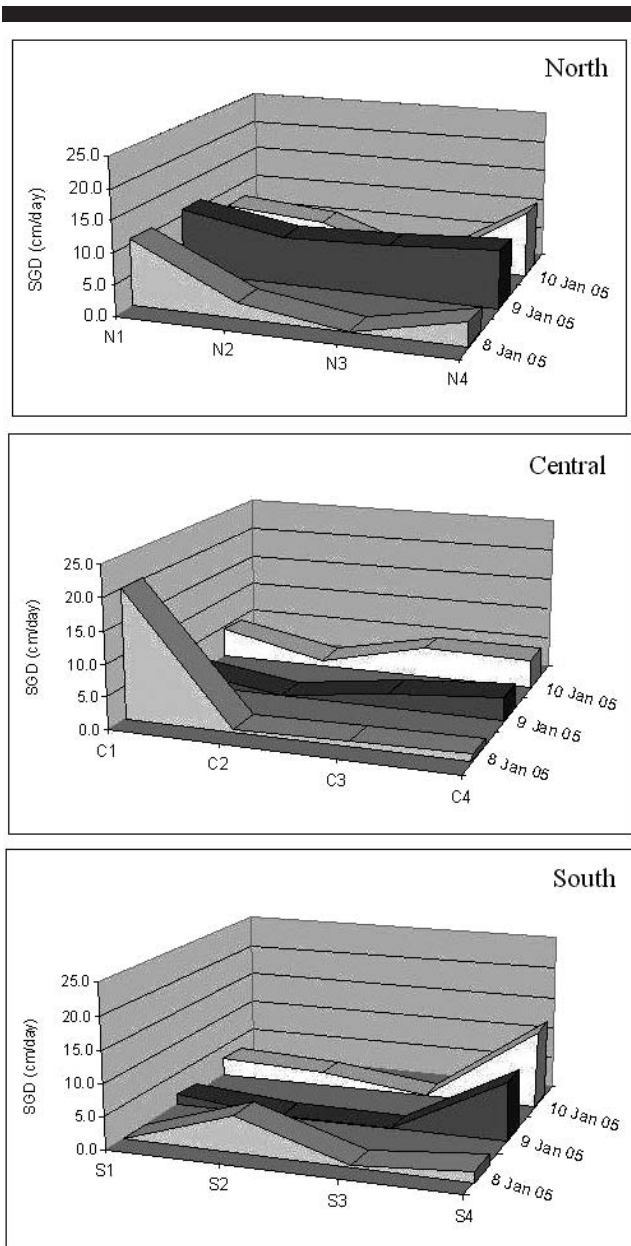 North
25.0
20.0
15.0
10.0
5.0
0.0
SGD (cm/day)
N1
N2
N3
N4
8 Jan 05
9 Jan 05
10 Jan 05
Central
25.0
20.0
15.0
10.0
5.0
0.0
SGD (cm/day)
C1
C2
C3
C4
8 Jan 05
9 Jan 05
10 Jan 05
South
25.0
20.0
15.0
10.0
5.0
0.0
SGD (cm/day)
S1
S2
S3
S4
8 Jan 05
9 Jan 05
10 Jan 05